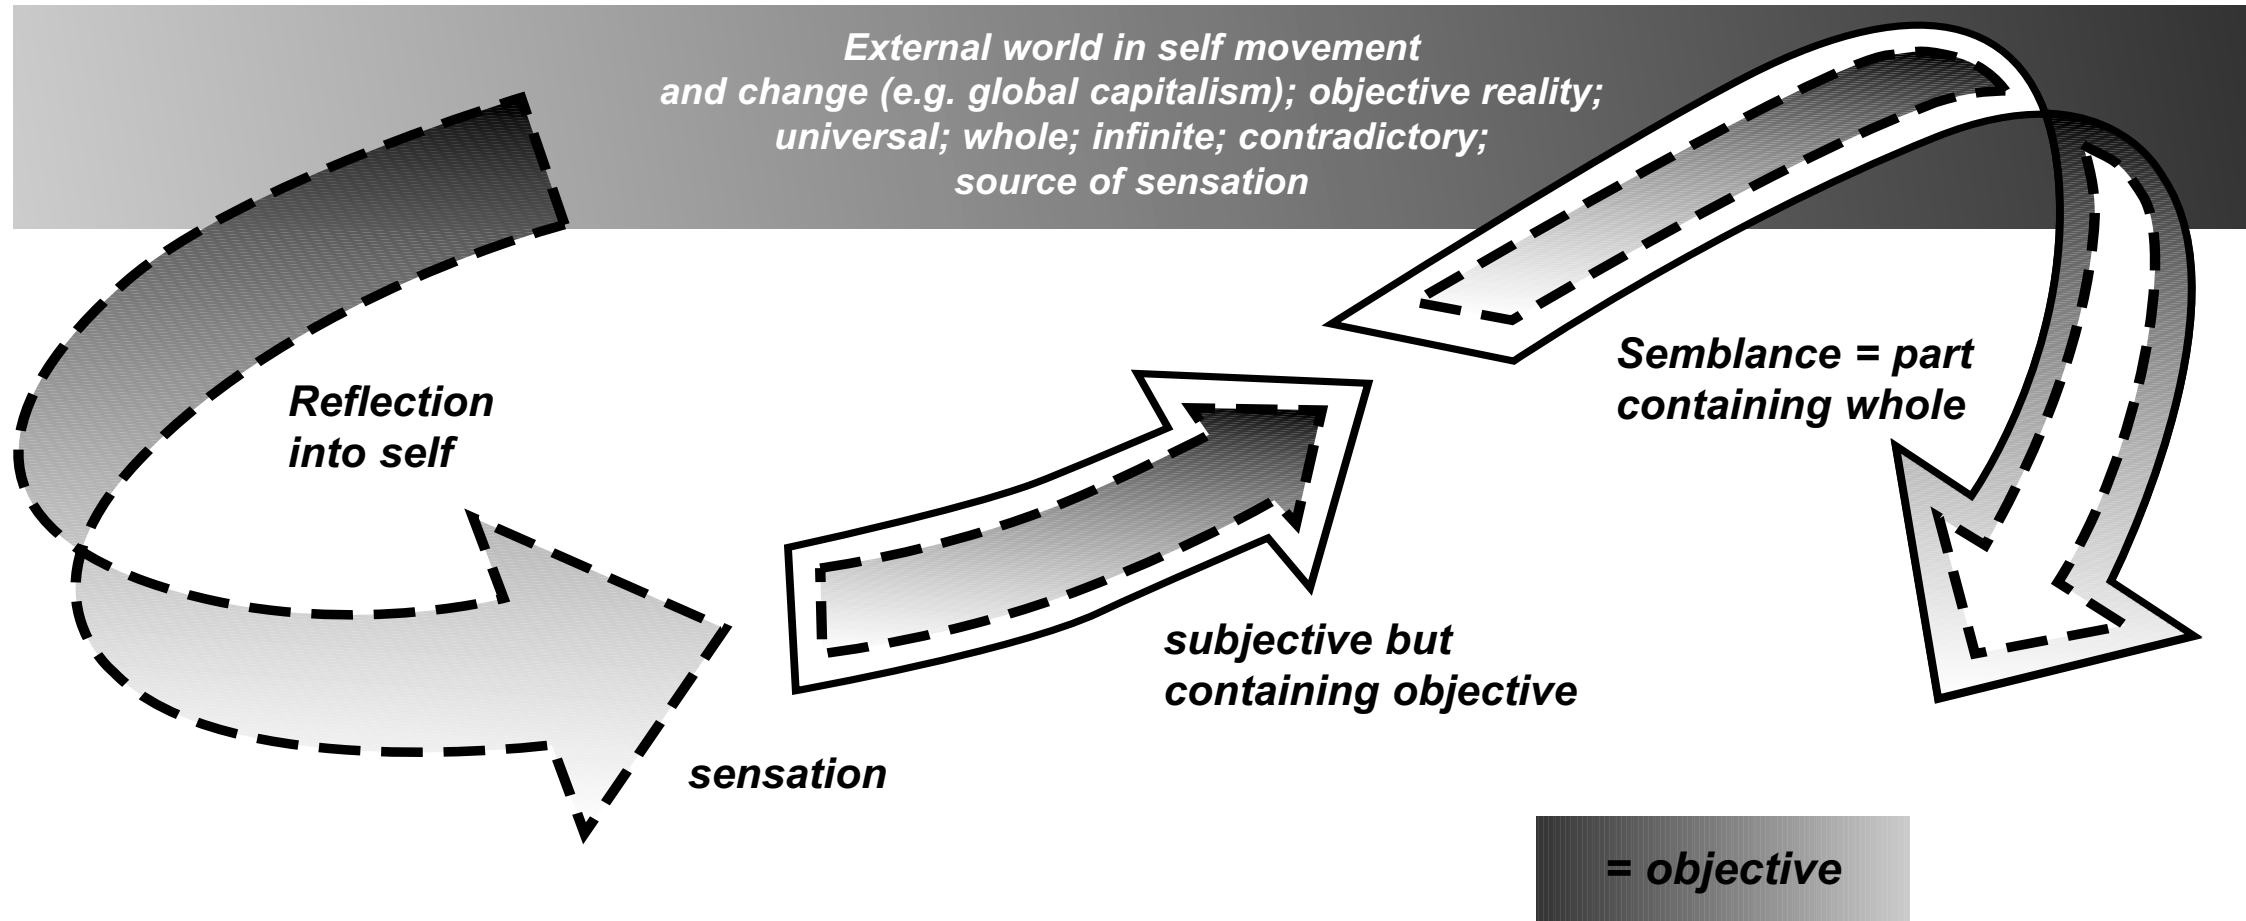 External world in self movement
and change (e.g. global capitalism); objective reality;
universal; whole; infinite; contradictory;
source of sensation
Reflection
into self
Semblance = part
containing whole
subjective but
containing objective
sensation
= objective